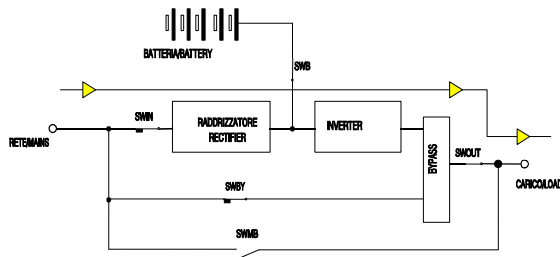 BATTERIA/BATTERY
SWB
SWIN
RADDRIZZATORE
RECTIFIER
INVERTER
RETE/MAINS
BYPASS
SWOUT
CARICO/LOAD
SWBY
SWMB